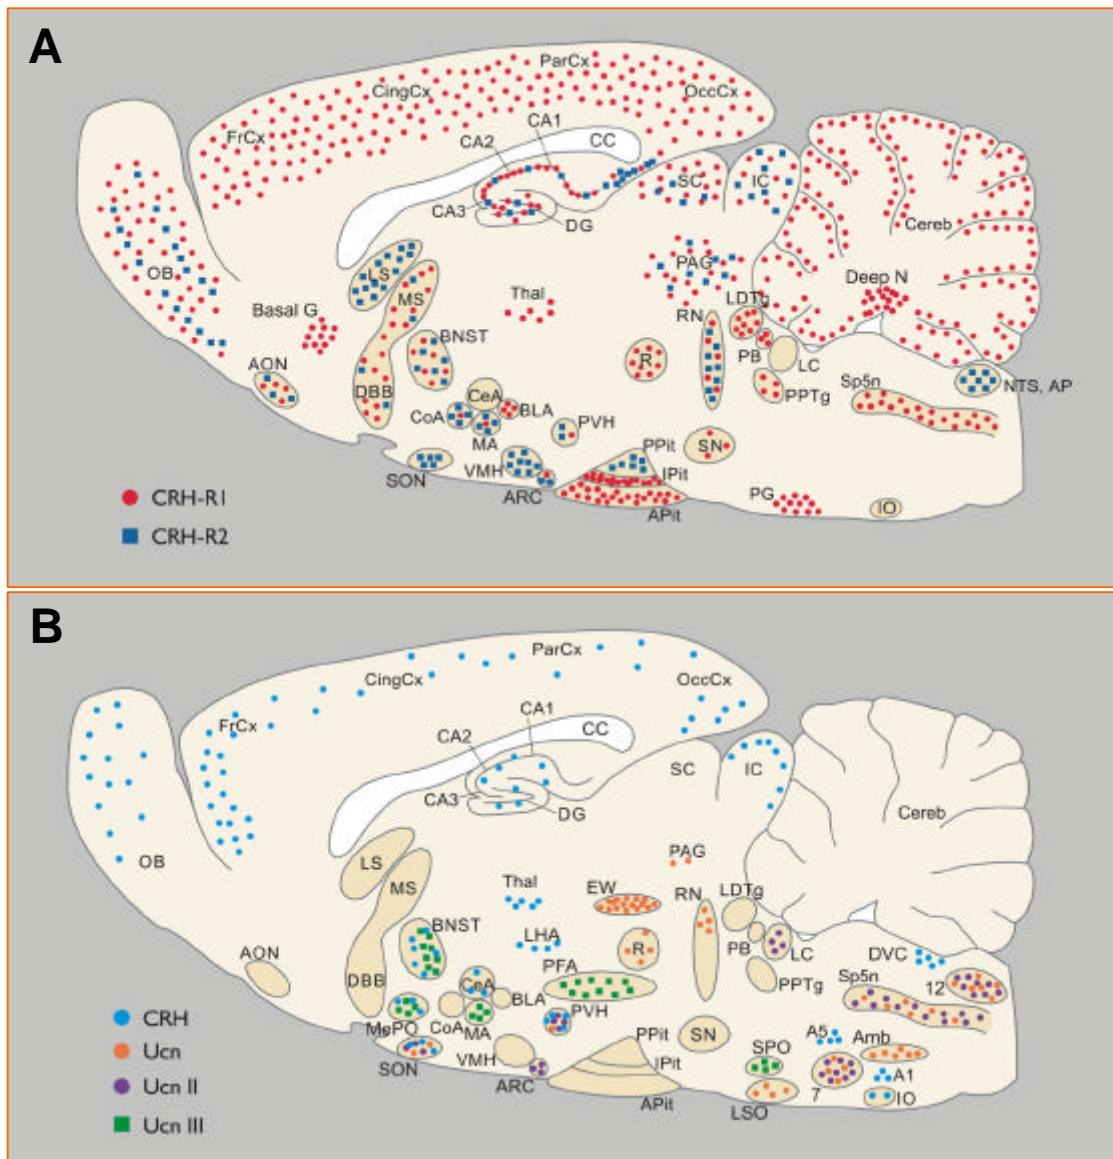 A
ParCx
CingCx
OccCx
FrCx
CA1
CC
CA2
SC
IC
CA3
DG
Cereb
OB
LS
PAG
MS
Thal
Deep N
LDTg
Basal G
RN
BNST
PB
LC
AON
R
Sp5n
NTS, AP
DBB
CeA
PPTg
CoA
BLA
PVH
MA
PPit
SN
SON
VMH
IPit
ARC
PG
IO
APit
CRH-R1
CRH-R2
B
ParCx
CingCx
OccCx
FrCx
CA1
CC
CA2
SC
IC
CA3
DG
Cereb
OB
LS
PAG
MS
Thal
EW
RN
LDTg
BNST
LHA
AON
R
PB
LC
DVC
PFA
DBB
CeA
PPTg
Sp5n
12
BLA
PVH
MePO
CoA
MA
PPit
SN
A5
Amb
SPO
SON
VMH
IPit
A1
ARC
APit
LSO
7
IO
CRH
Ucn
Ucn II
Ucn III